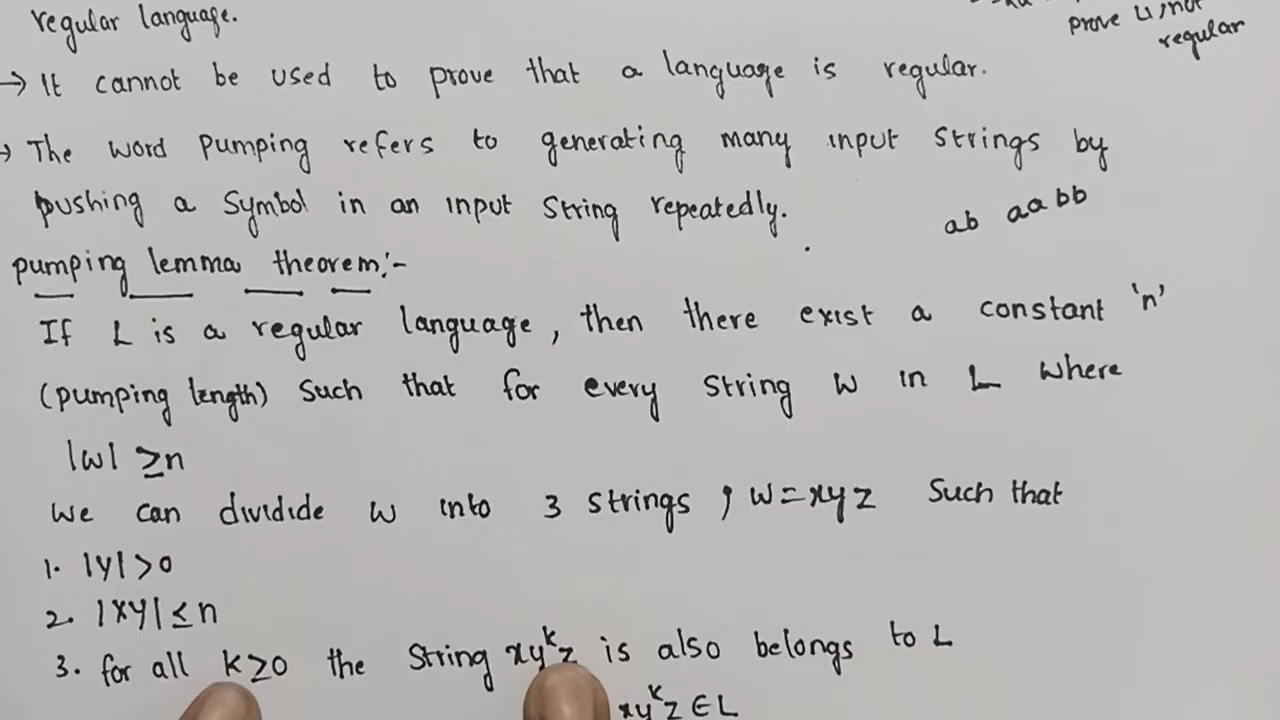 regular language.
prove L is not
regular
→ It cannot be used to prove that a language is regular.
→ The word pumping refers to generating many input strings by
pushing a symbol in an input string repeatedly.
ab aabb
pumping lemma theorem:-
If L is a regular language, then there exist a constant 'n'
(pumping length) such that for every string w in L where
|w| ≥n
we can dividide w into 3 strings, w=xyz such that
1. |y|>0
2. |xy|≤n
3. for all k≥0 the string xy^kz is also belongs to L
xy^kz ∈L